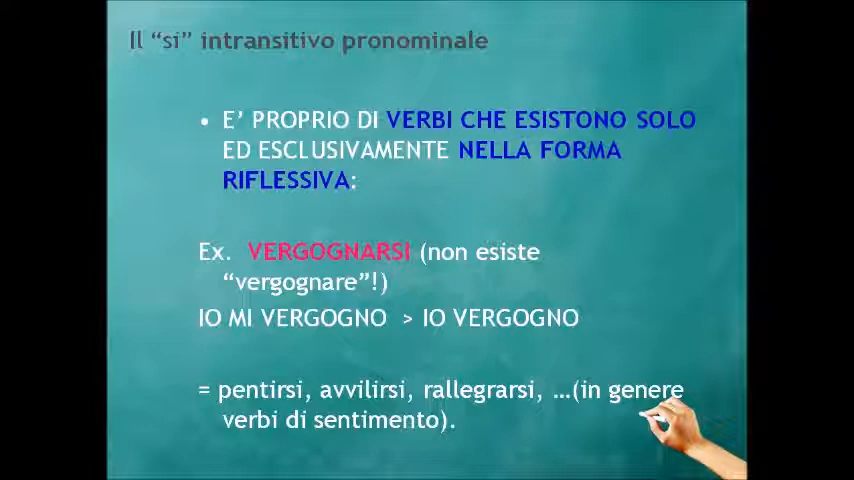 Il “si” intransitivo pronominale
• E’ PROPRIO DI VERBI CHE ESISTONO SOLO
ED ESCLUSIVAMENTE NELLA FORMA
RIFLESSIVA:
Ex. VERGOGNARSI (non esiste
“vergognare”!)
IO MI VERGOGNO > IO VERGOGNO
= pentirsi, avvilirsi, rallegrarsi, …(in genere
verbi di sentimento).